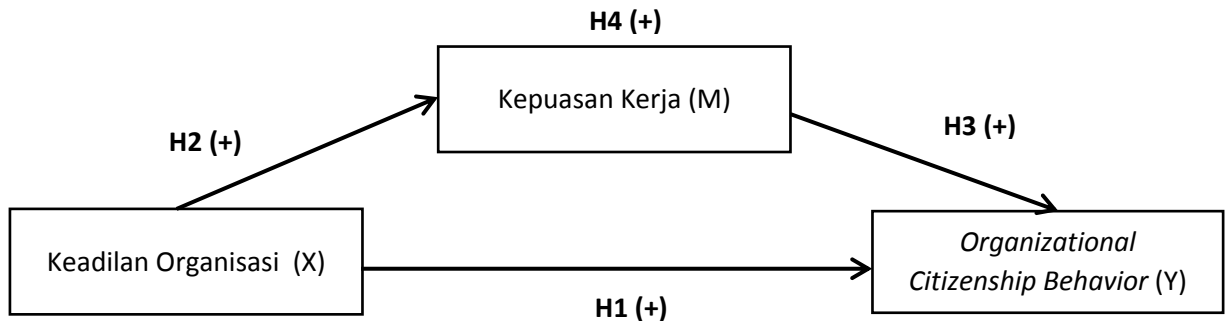 H4 (+)
Kepuasan Kerja (M)
H2 (+)
H3 (+)
Keadilan Organisasi (X)
Organizational
Citizenship Behavior (Y)
H1 (+)